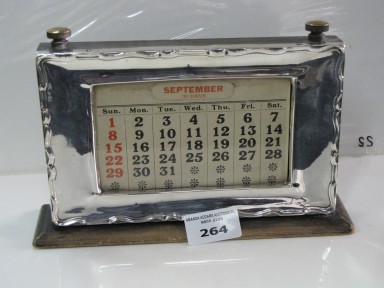 SEPTEMBER
Sun. Mon. Tue. Wed. Thu. Fri. Sat.
1 2 3 4 5 6 7
8 9 10 11 12 13 14
15 16 17 18 19 20 21
22 23 24 25 26 27 28
29 30 31
264